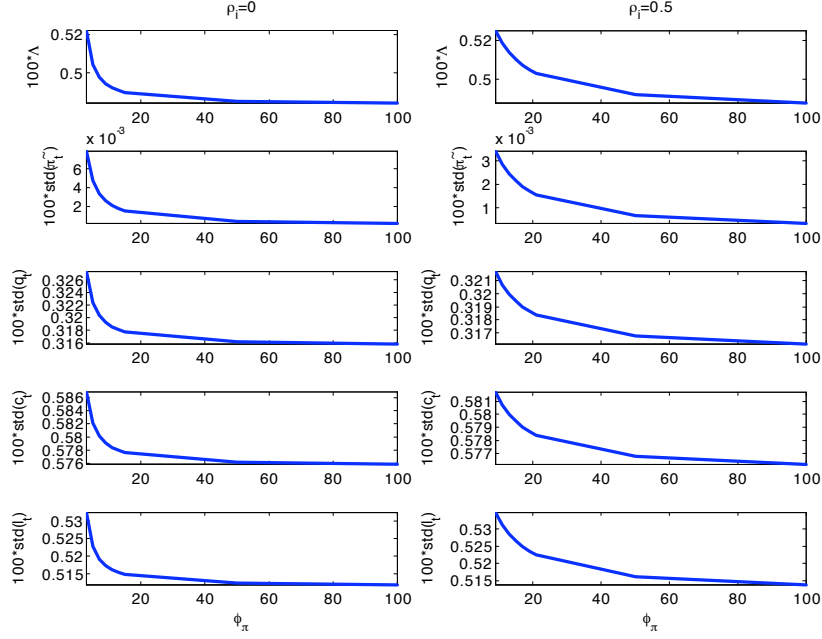 ρi=0
ρi=0.5
100*Λ
0.52
0.5
20 40 60 80 100
100*Λ
0.52
0.5
20 40 60 80 100
x 10-3
100*std(π̃t)
6
4
2
20 40 60 80 100
x 10-3
100*std(π̃t)
3
2
1
20 40 60 80 100
100*std(qt)
0.326
0.324
0.322
0.32
0.318
0.316
20 40 60 80 100
100*std(qt)
0.321
0.32
0.319
0.318
0.317
20 40 60 80 100
100*std(ct)
0.586
0.584
0.582
0.58
0.578
0.576
20 40 60 80 100
100*std(ct)
0.581
0.58
0.579
0.578
0.577
20 40 60 80 100
100*std(lt)
0.53
0.525
0.52
0.515
20 40 60 80 100
100*std(lt)
0.53
0.525
0.52
0.515
20 40 60 80 100
ϕπ
ϕπ